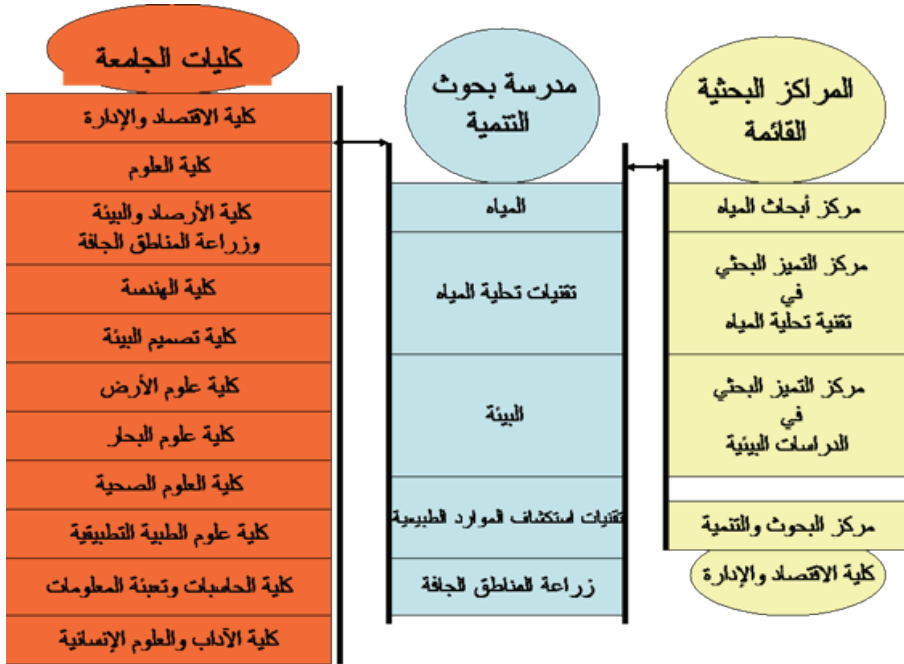 المراكز البحثية
القائمة
مركز أبحاث المياه
مركز التميز البحثي
في
تقنية تحلية المياه
مركز التميز البحثي
في
الدراسات البيئية
مركز البحوث والتنمية
كلية الاقتصاد والإدارة
مدرسة بحوث
التنمية
المياه
تقنيات تحلية المياه
البيئة
تقنيات استكشاف الموارد الطبيعية
زراعة المناطق الجافة
كليات الجامعة
كلية الاقتصاد والإدارة
كلية العلوم
كلية الأرصاد والبيئة
وزراعة المناطق الجافة
كلية الهندسة
كلية تصميم البيئة
كلية علوم الأرض
كلية علوم البحار
كلية العلوم الصحية
كلية علوم الطبية التطبيقية
كلية الحاسبات وتعبئة المعلومات
كلية الآداب والعلوم الإنسانية